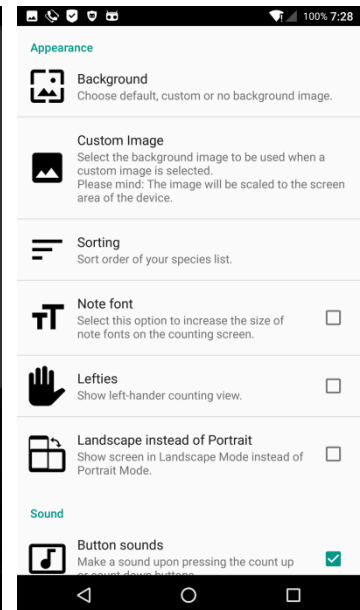 100% 7:28
Appearance
Background
Choose default, custom or no background image.
Custom Image
Select the background image to be used when a
custom image is selected.
Please mind: The image will be scaled to the screen
area of the device.
Sorting
Sort order of your species list.
Note font
Select this option to increase the size of
note fonts on the counting screen.
Lefties
Show left-hander counting view.
Landscape instead of Portrait
Show screen in Landscape Mode instead of
Portrait Mode.
Sound
Button sounds
Make a sound upon pressing the count up
or count down buttons.